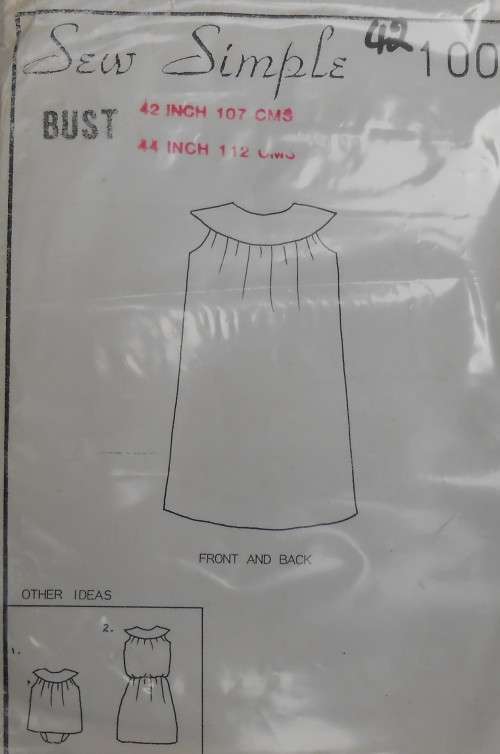 Sew Simple 42 100
BUST 42 INCH 107 CMS
44 INCH 112 CMS
FRONT AND BACK
OTHER IDEAS
1.
2.